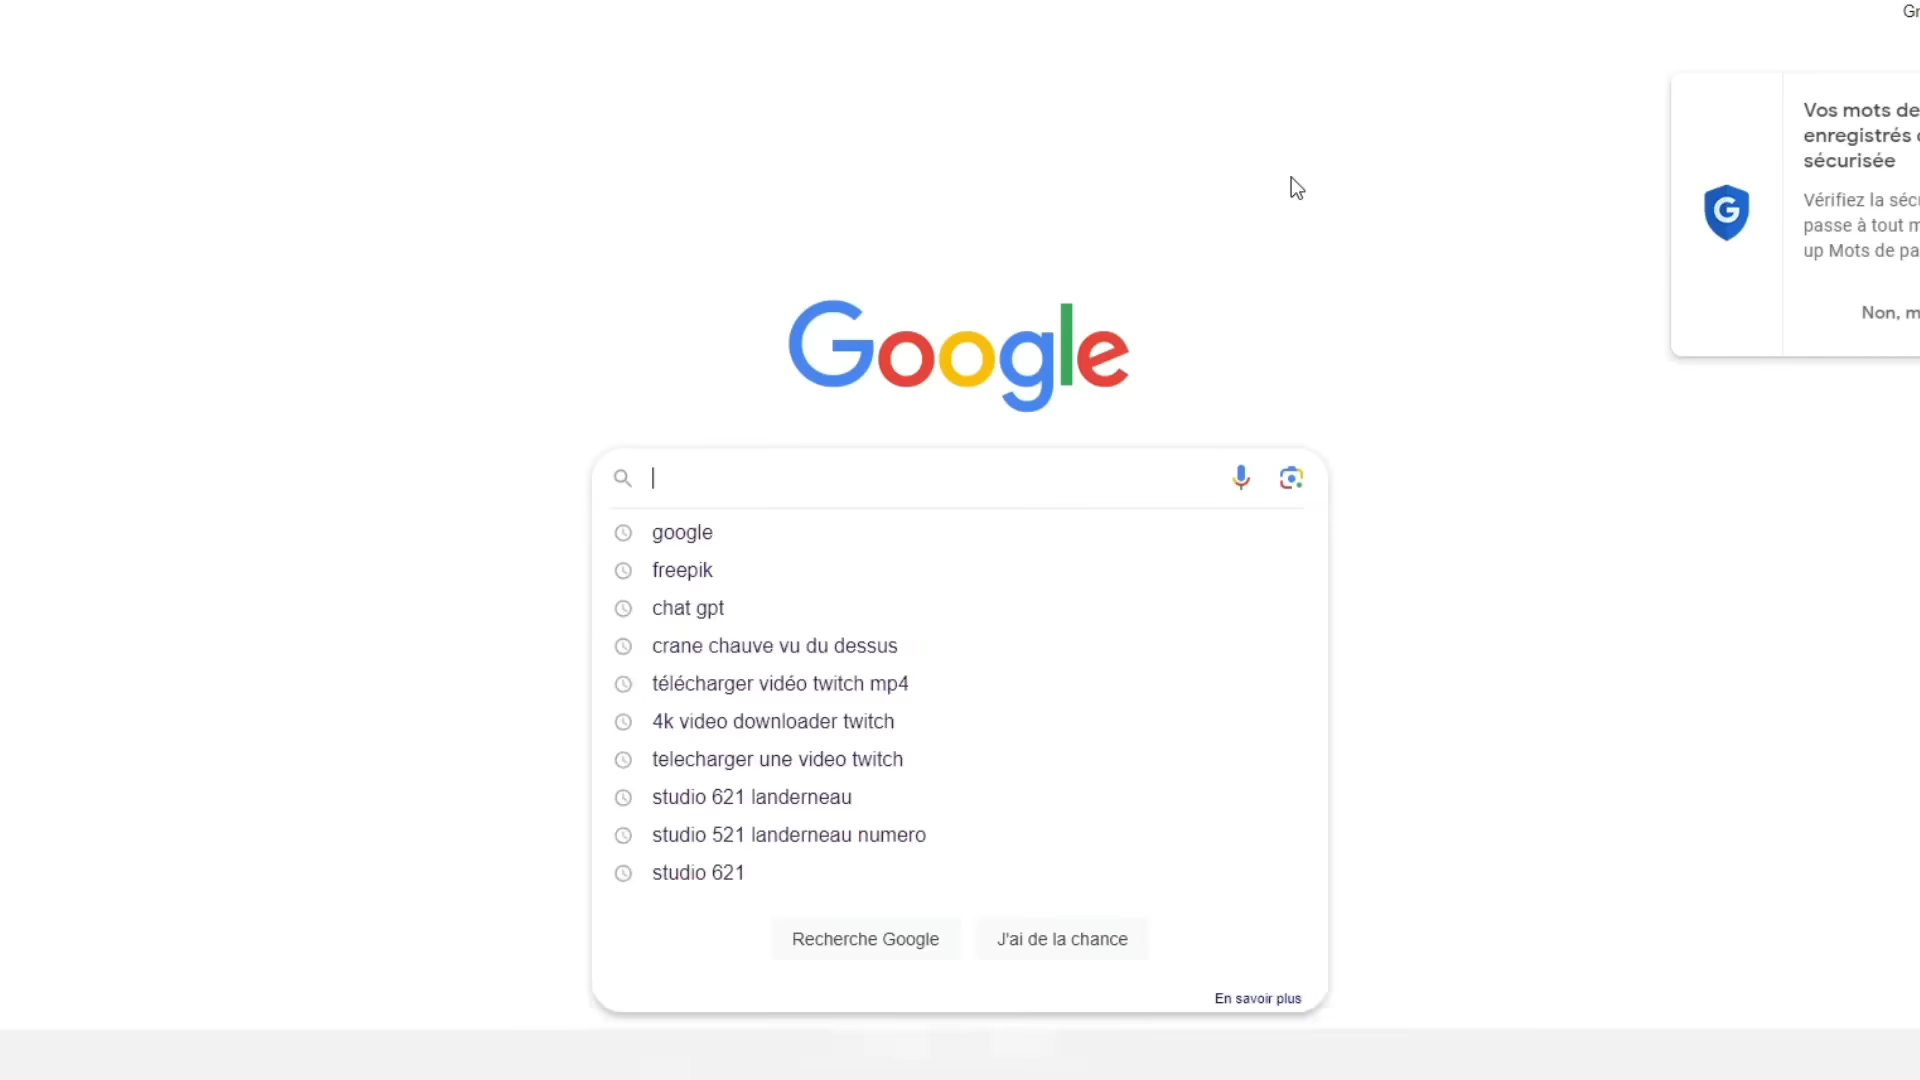 Vos mots de
enregistrés
sécurisée
Vérifiez la
passe à tout
up Mots de
Non,
Google
google
freepik
chat gpt
crane chauve vu du dessus
télécharger vidéo twitch mp4
4k video downloader twitch
telecharger une video twitch
studio 621 landerneau
studio 521 landerneau numero
studio 621
Recherche Google
J'ai de la chance
En savoir plus